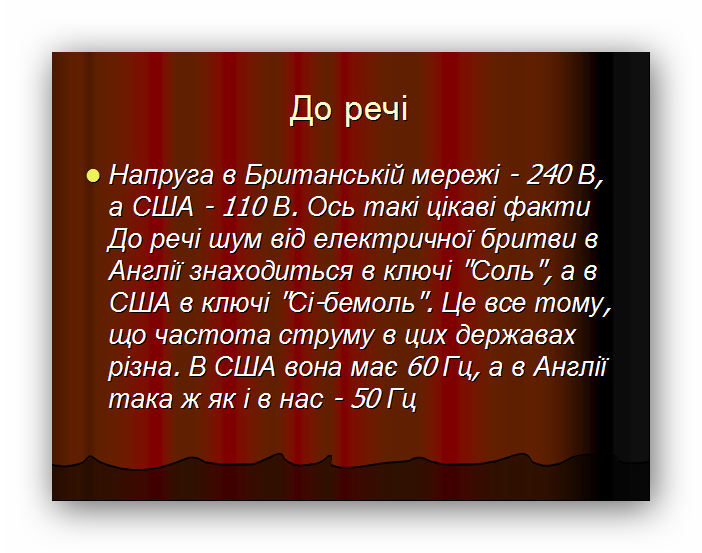 До речі
Напруга в Британській мережі - 240 В,
а США - 110 В. Ось такі цікаві факти
До речі шум від електричної бритви в
Англії знаходиться в ключі "Соль", а в
США в ключі "Сі-бемоль". Це все тому,
що частота струму в цих державах
різна. В США вона має 60 Гц, а в Англії
така ж як і в нас - 50 Гц